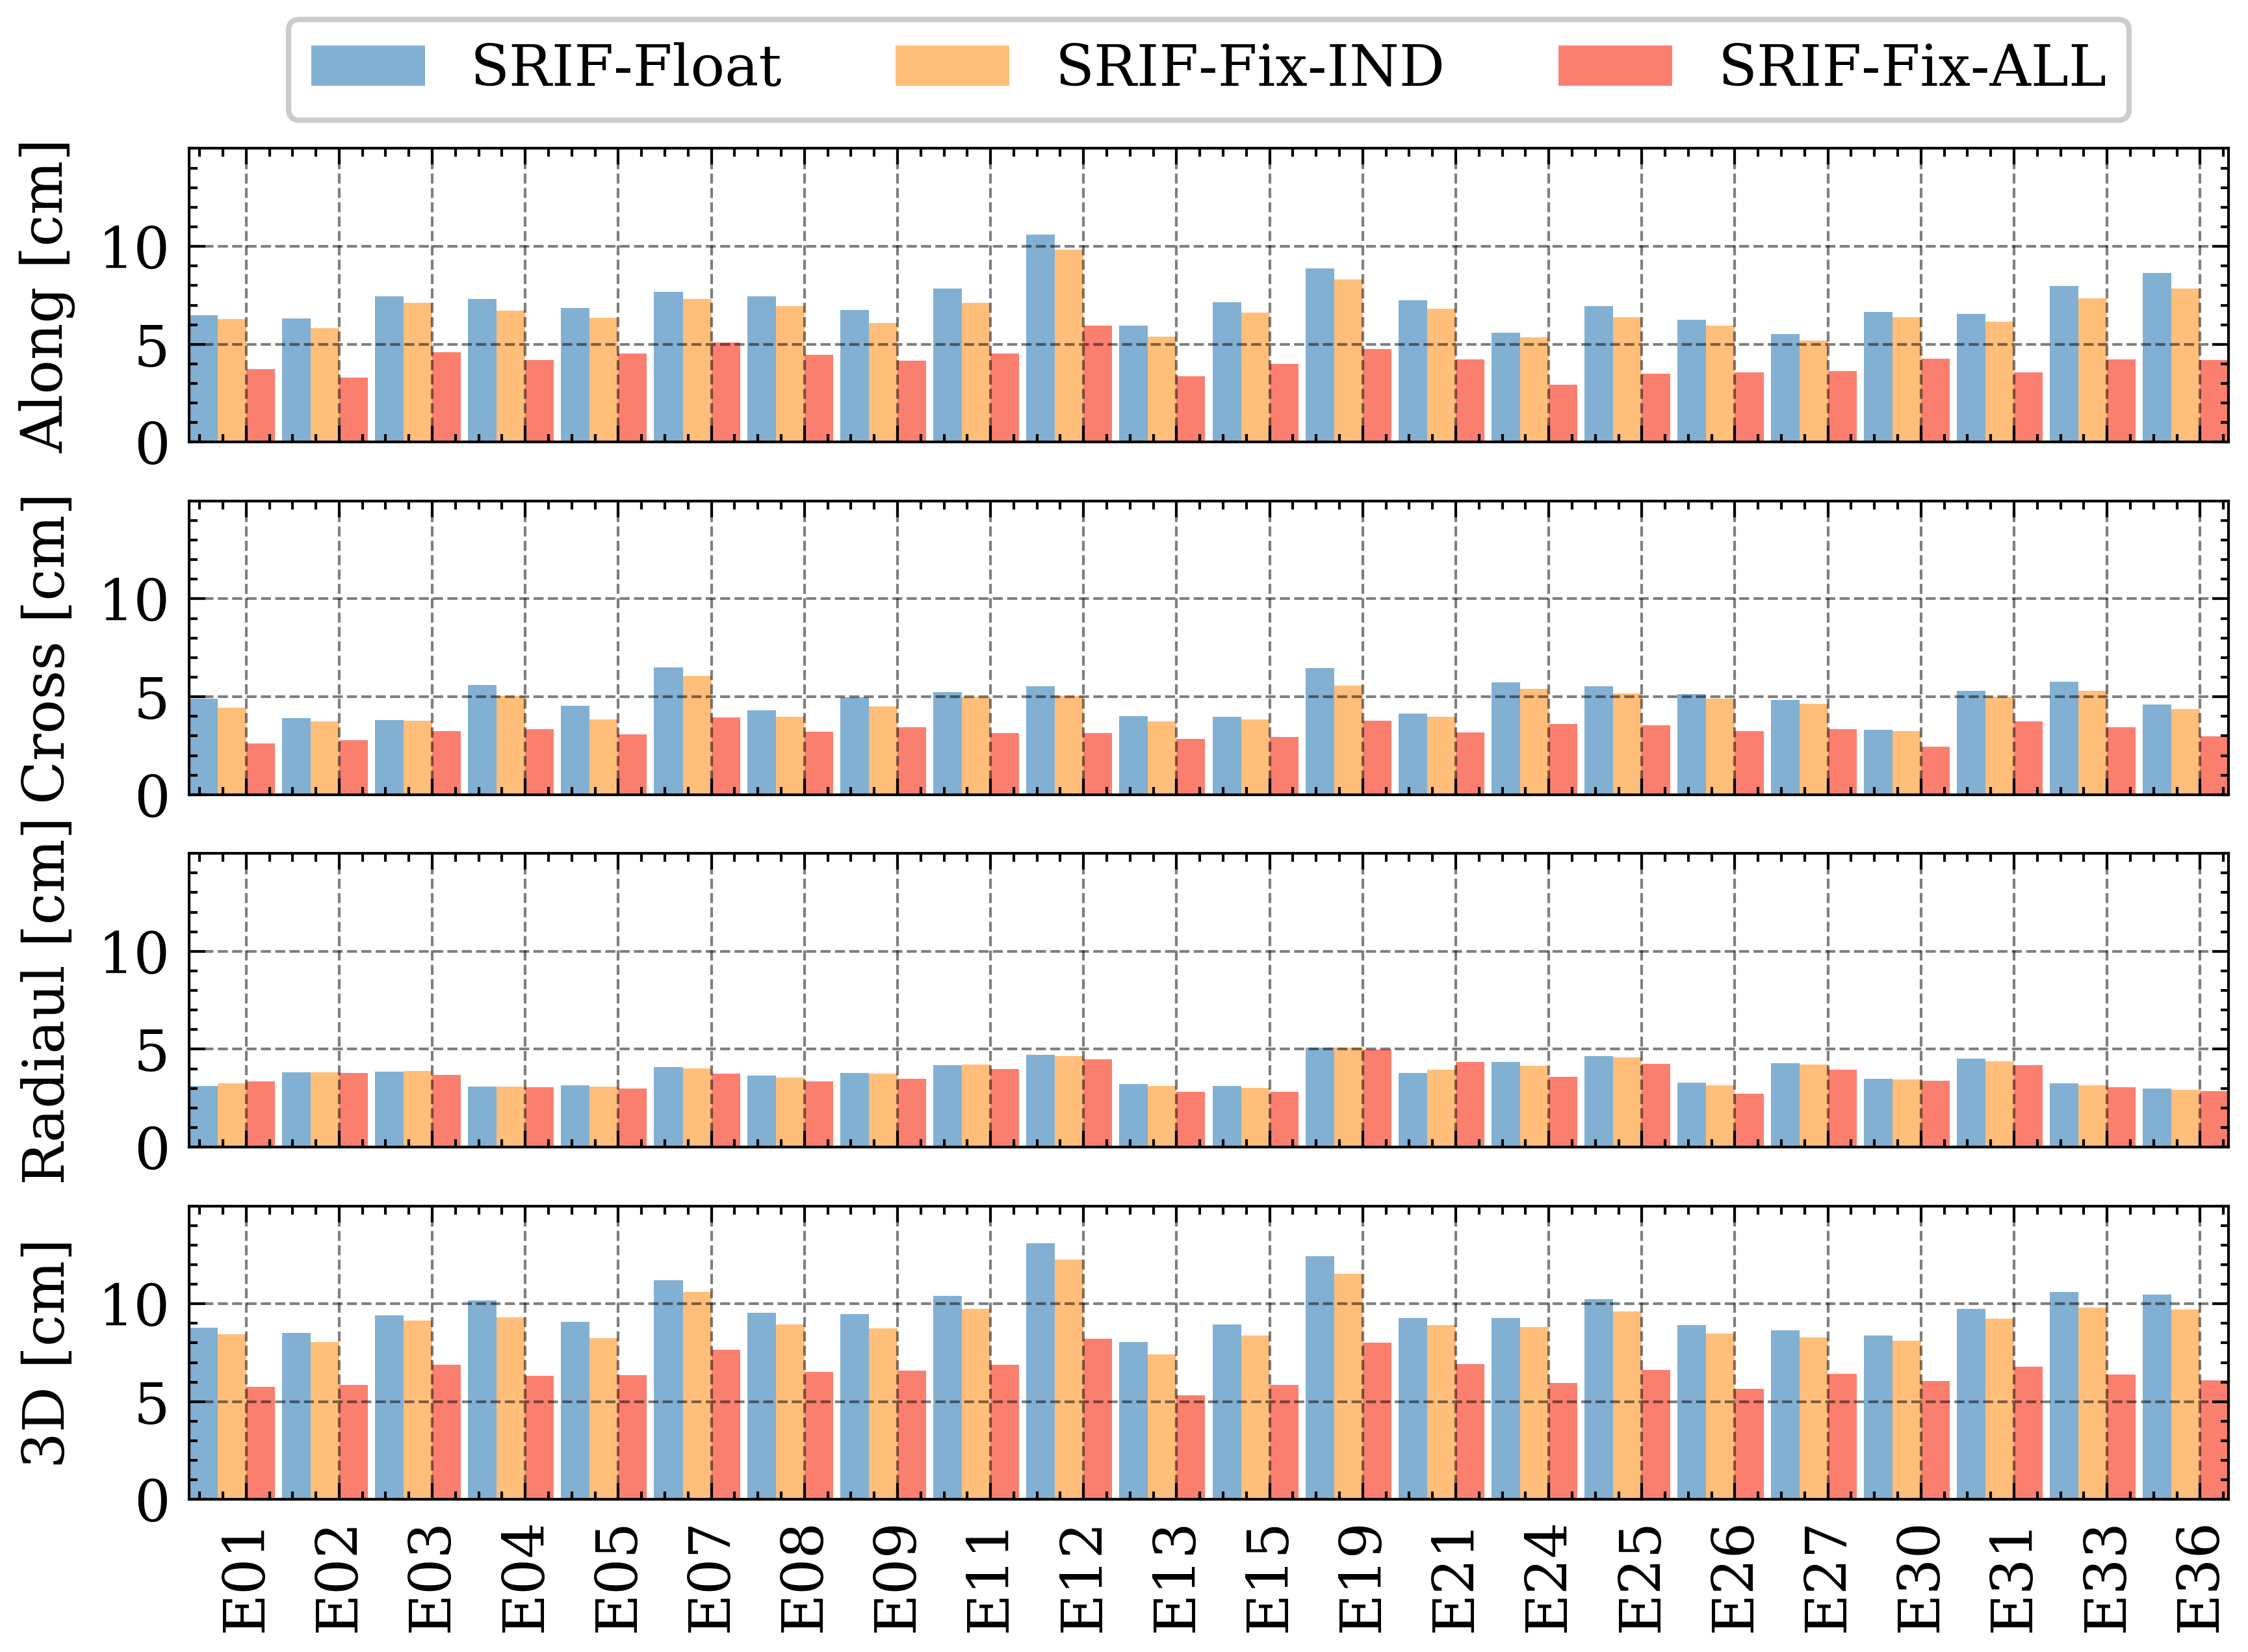 SRIF-Float SRIF-Fix-IND SRIF-Fix-ALL
Along [cm]
10
5
0
Cross [cm]
10
5
0
Radiaul [cm]
10
5
0
3D [cm]
10
5
0
E01 E02 E03 E04 E05 E07 E08 E09 E11 E12 E13 E15 E19 E21 E24 E25 E26 E27 E30 E31 E33 E36